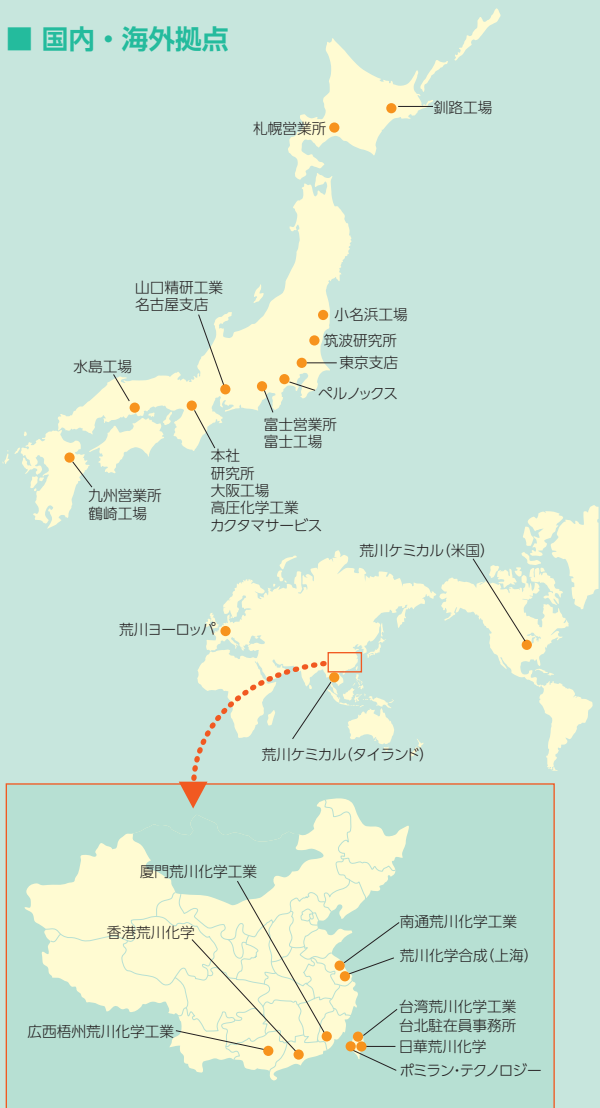 ■ 国内・海外拠点
釧路工場
札幌営業所
山口精研工業
名古屋支店
小名浜工場
筑波研究所
東京支店
水島工場
ペルノックス
富士営業所
富士工場
本社
研究所
大阪工場
高圧化学工業
カクタマサービス
九州営業所
鶴崎工場
荒川ケミカル（米国）
荒川ヨーロッパ
荒川ケミカル（タイランド）
厦門荒川化学工業
香港荒川化学
南通荒川化学工業
荒川化学合成（上海）
台湾荒川化学工業
台北駐在員事務所
広西梧州荒川化学工業
日華荒川化学
ポミラン・テクノロジー